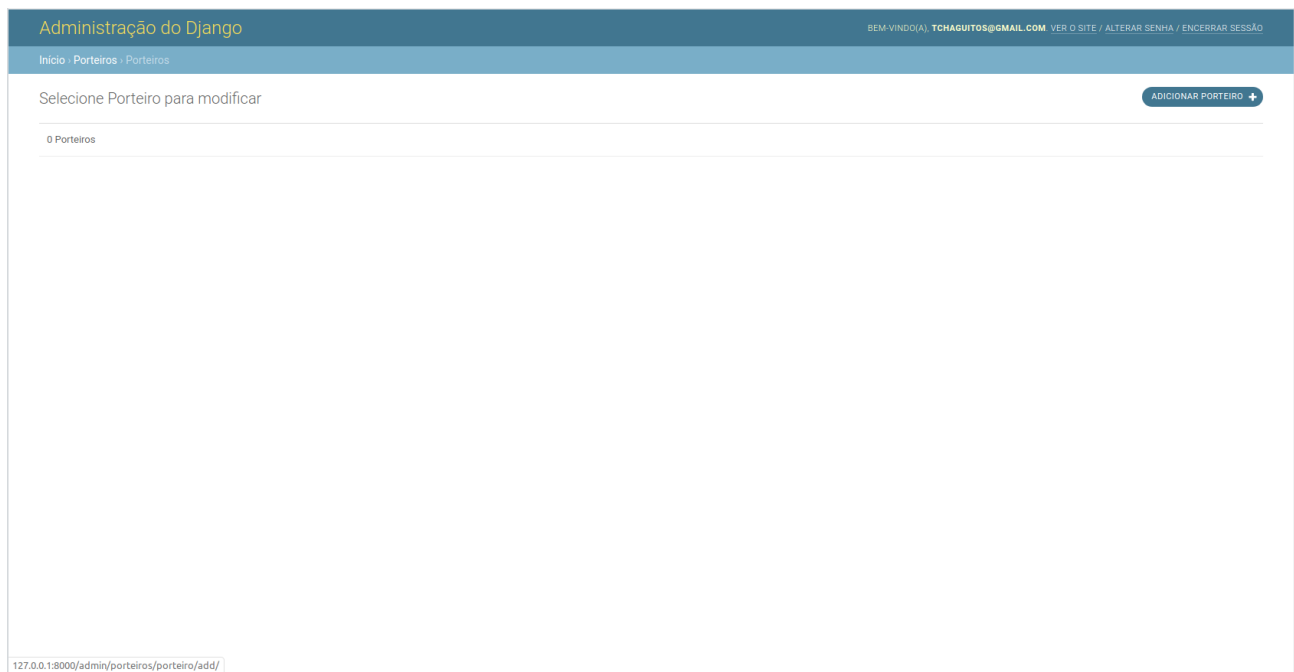 Administração do Django
BEM-VINDO(A), TCHAGUITOS@GMAIL.COM. VER O SITE / ALTERAR SENHA / ENCERRAR SESSÃO
Início › Porteiros › Porteiros
Selecione Porteiro para modificar
ADICIONAR PORTEIRO +
0 Porteiros
127.0.0.1:8000/admin/porteiros/porteiro/add/